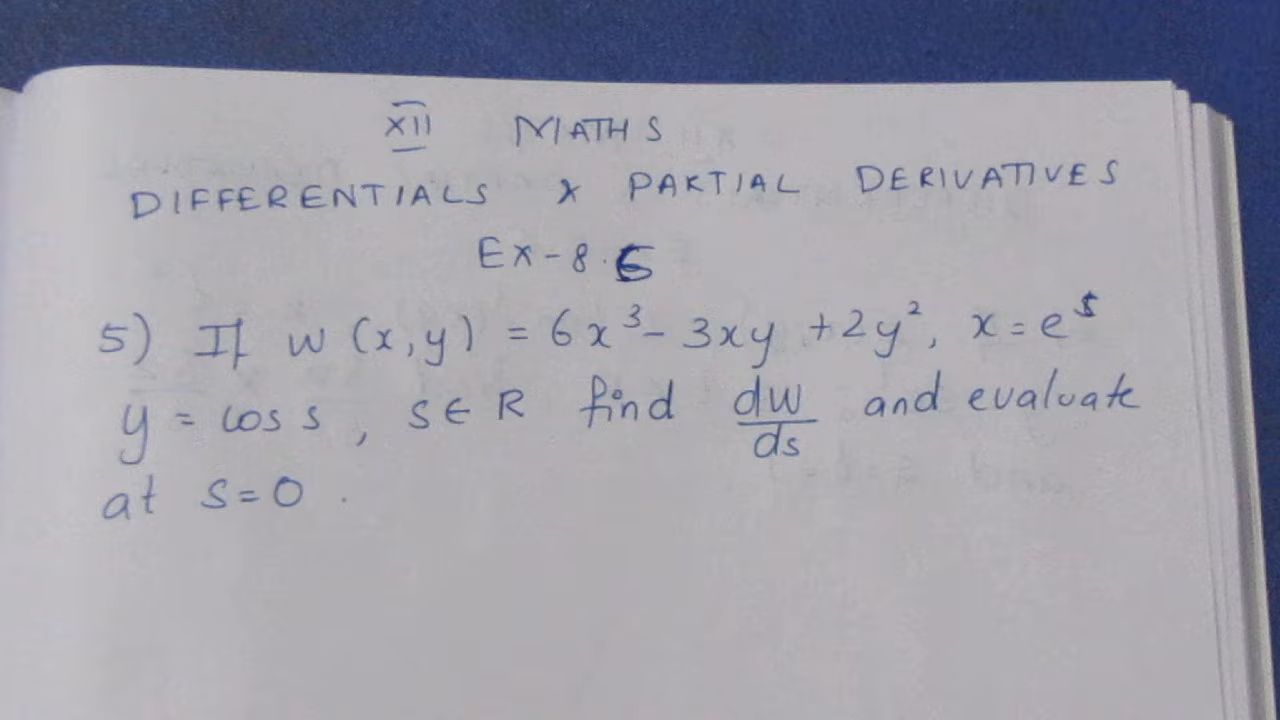 XII MATHS
DIFFERENTIALS & PARTIAL DERIVATIVES
EX-8.6
5) If w(x,y) = 6x³ - 3xy + 2y², x = eˢ
y = cos s, s ∈ R find dw/ds and evaluate
at s=0.